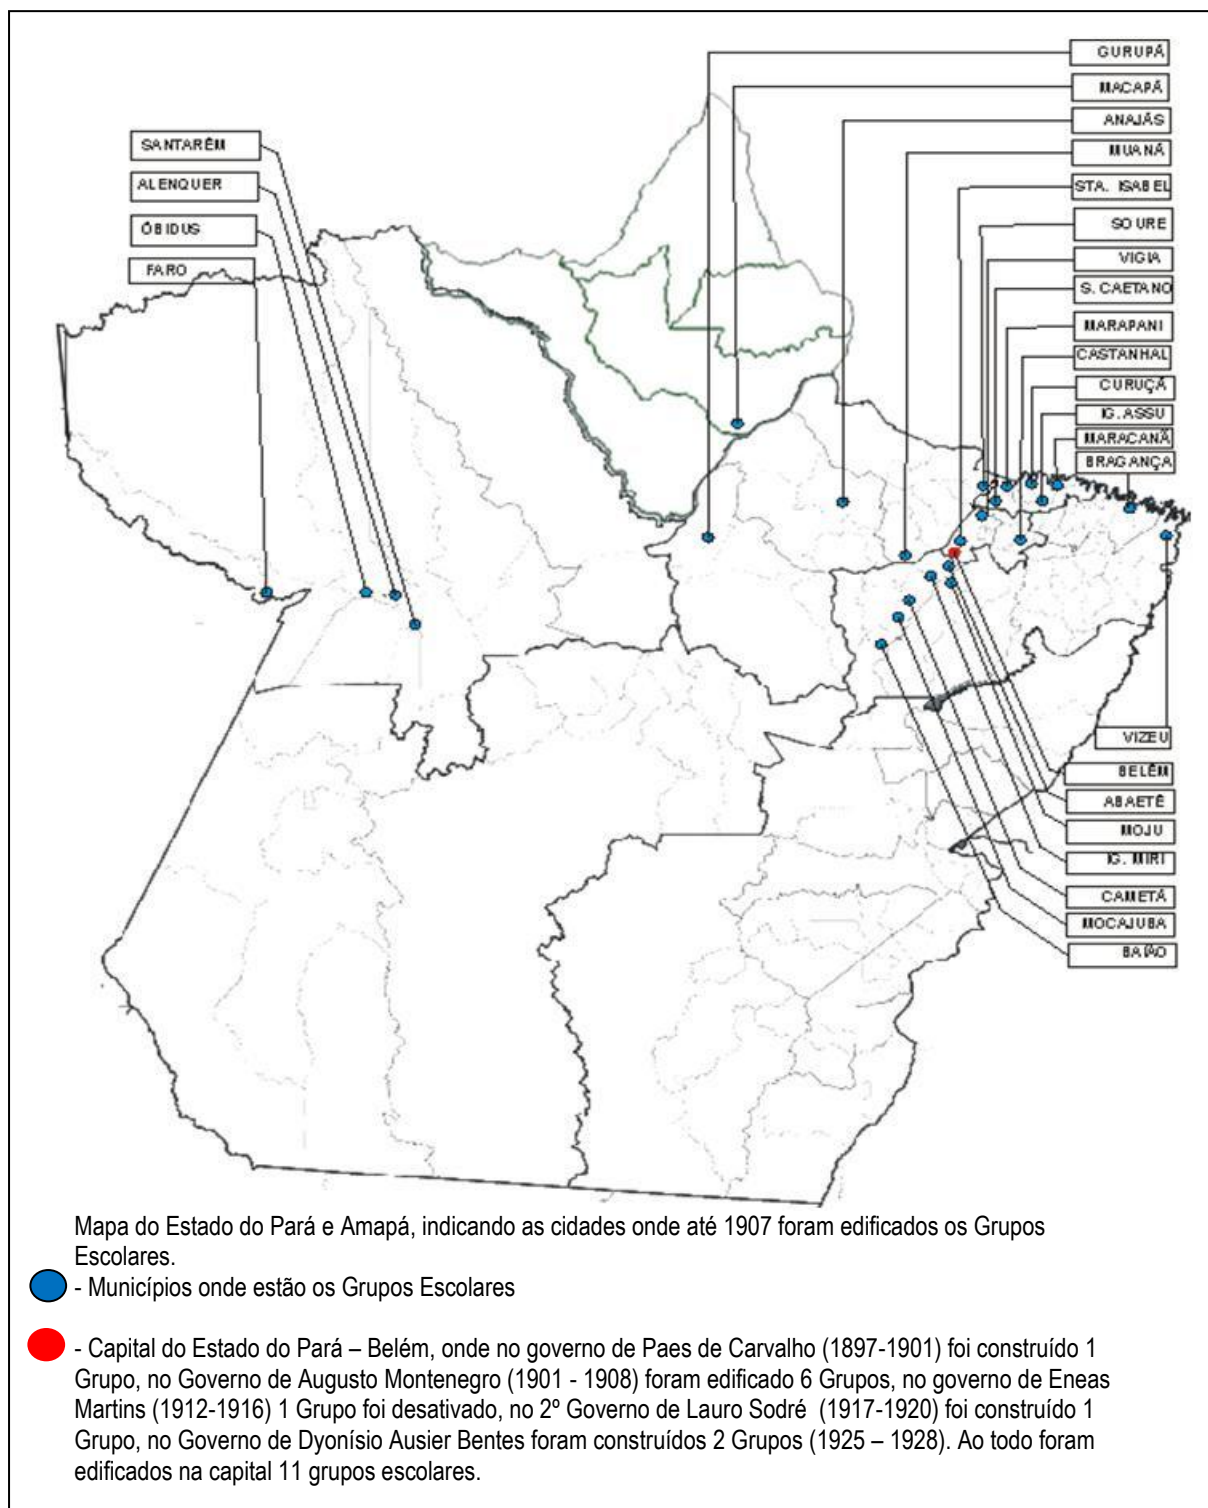 GURUPÁ
MACAPÁ
ANAJÁS
MUANÁ
STA. ISABEL
SOURE
VIGIA
S. CAETANO
MARAPANI
CASTANHAL
CURUÇÃ
IG. ASSU
MARACANÃ
BRAGANÇA
SANTARÊM
ALENQUER
ÓBIDUS
FARO
VIZEU
BELÊM
ABAETÊ
MOJU
IG. MIRI
CAMETÁ
MOCAJUBA
BAIÃO
Mapa do Estado do Pará e Amapá, indicando as cidades onde até 1907 foram edificados os Grupos
Escolares.
- Municípios onde estão os Grupos Escolares
- Capital do Estado do Pará – Belém, onde no governo de Paes de Carvalho (1897-1901) foi construído 1
Grupo, no Governo de Augusto Montenegro (1901 - 1908) foram edificado 6 Grupos, no governo de Eneas
Martins (1912-1916) 1 Grupo foi desativado, no 2º Governo de Lauro Sodré (1917-1920) foi construído 1
Grupo, no Governo de Dyonísio Ausier Bentes foram construídos 2 Grupos (1925 – 1928). Ao todo foram
edificados na capital 11 grupos escolares.